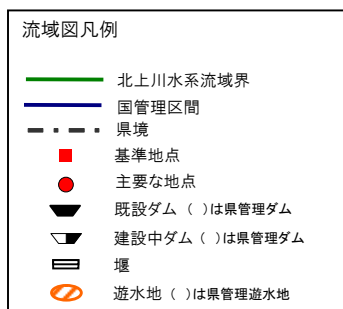 流域図凡例
北上川水系流域界
国管理区間
県境
基準地点
主要な地点
既設ダム（ ）は県管理ダム
建設中ダム（ ）は県管理ダム
堰
遊水地（ ）は県管理遊水地